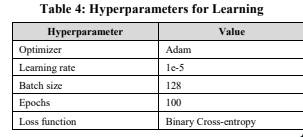 Table 4: Hyperparameters for Learning
Hyperparameter Value
Optimizer Adam
Learning rate 1e-5
Batch size 128
Epochs 100
Loss function Binary Cross-entropy